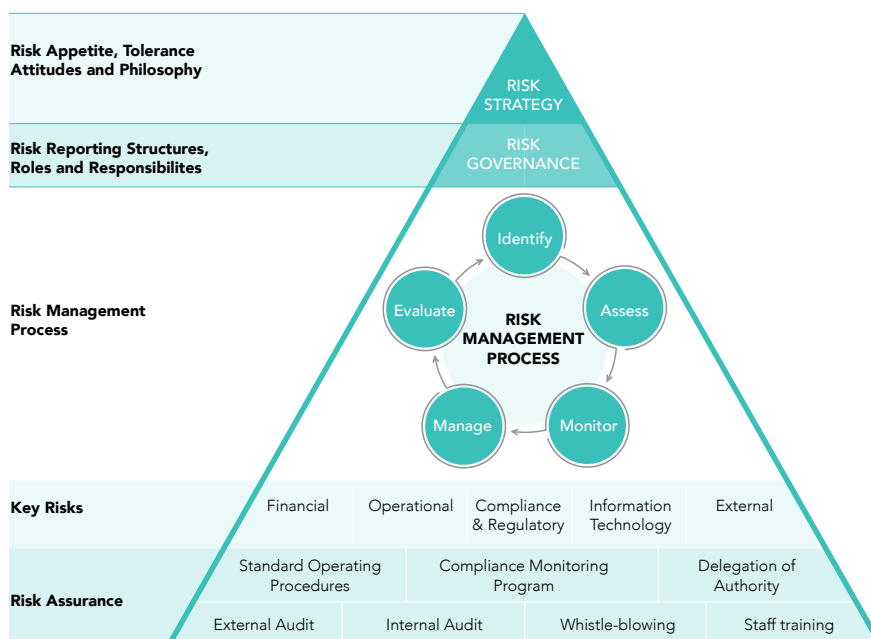 Risk Appetite, Tolerance
Attitudes and Philosophy
RISK
STRATEGY
Risk Reporting Structures,
Roles and Responsibilites
RISK
GOVERNANCE
Risk Management
Process
Identify
Assess
Monitor
Manage
Evaluate
RISK
MANAGEMENT
PROCESS
Key Risks
Financial
Operational
Compliance
& Regulatory
Information
Technology
External
Risk Assurance
Standard Operating
Procedures
Compliance Monitoring
Program
Delegation of
Authority
External Audit
Internal Audit
Whistle-blowing
Staff training